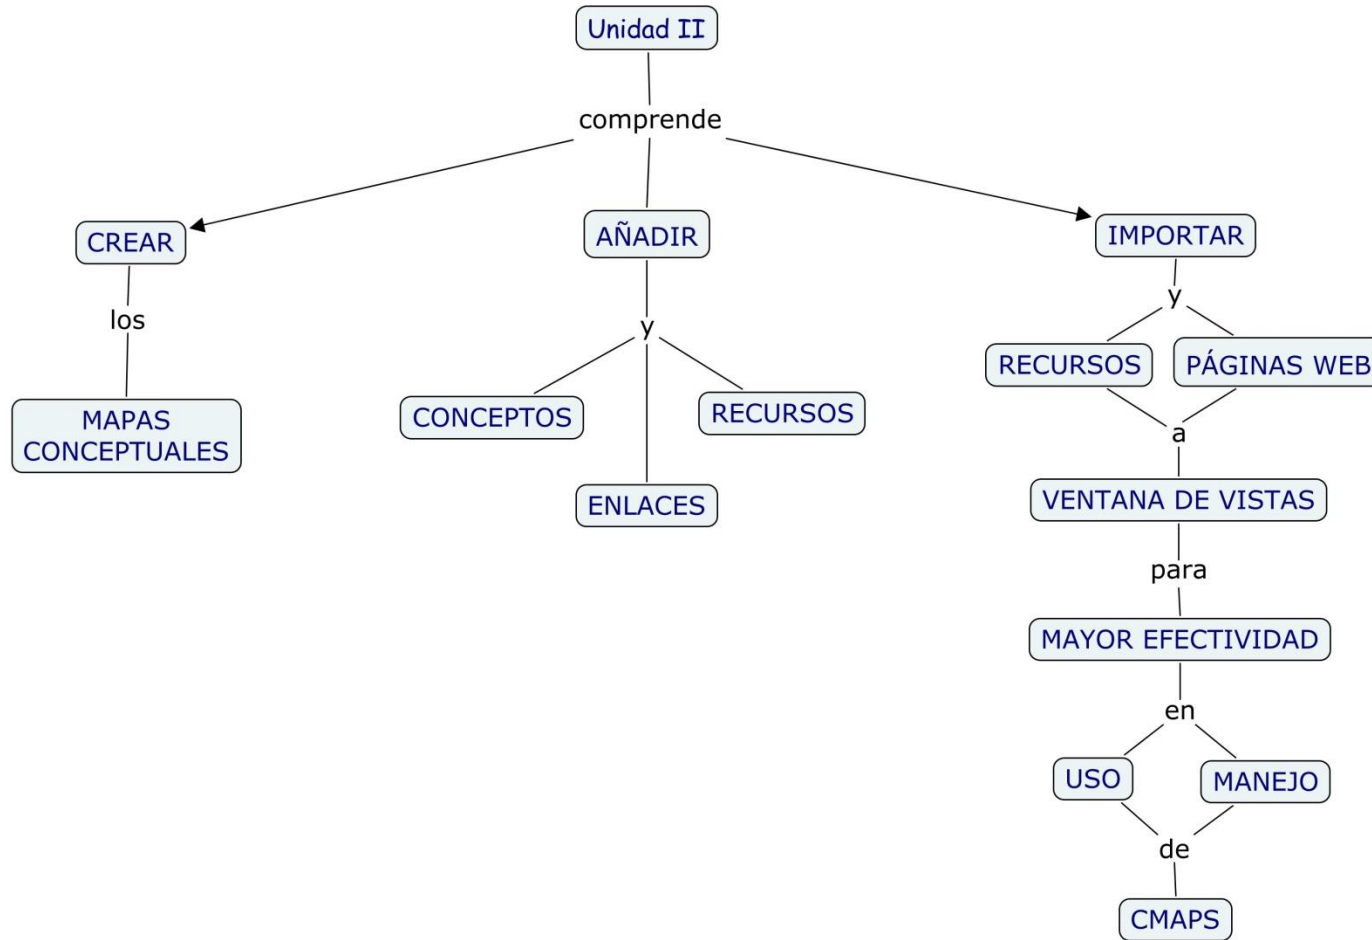 Unidad II
comprende
CREAR
AÑADIR
IMPORTAR
los
y
y
MAPAS
CONCEPTUALES
CONCEPTOS
RECURSOS
ENLACES
RECURSOS
PÁGINAS WEB
a
VENTANA DE VISTAS
para
MAYOR EFECTIVIDAD
en
USO
MANEJO
de
CMAPS